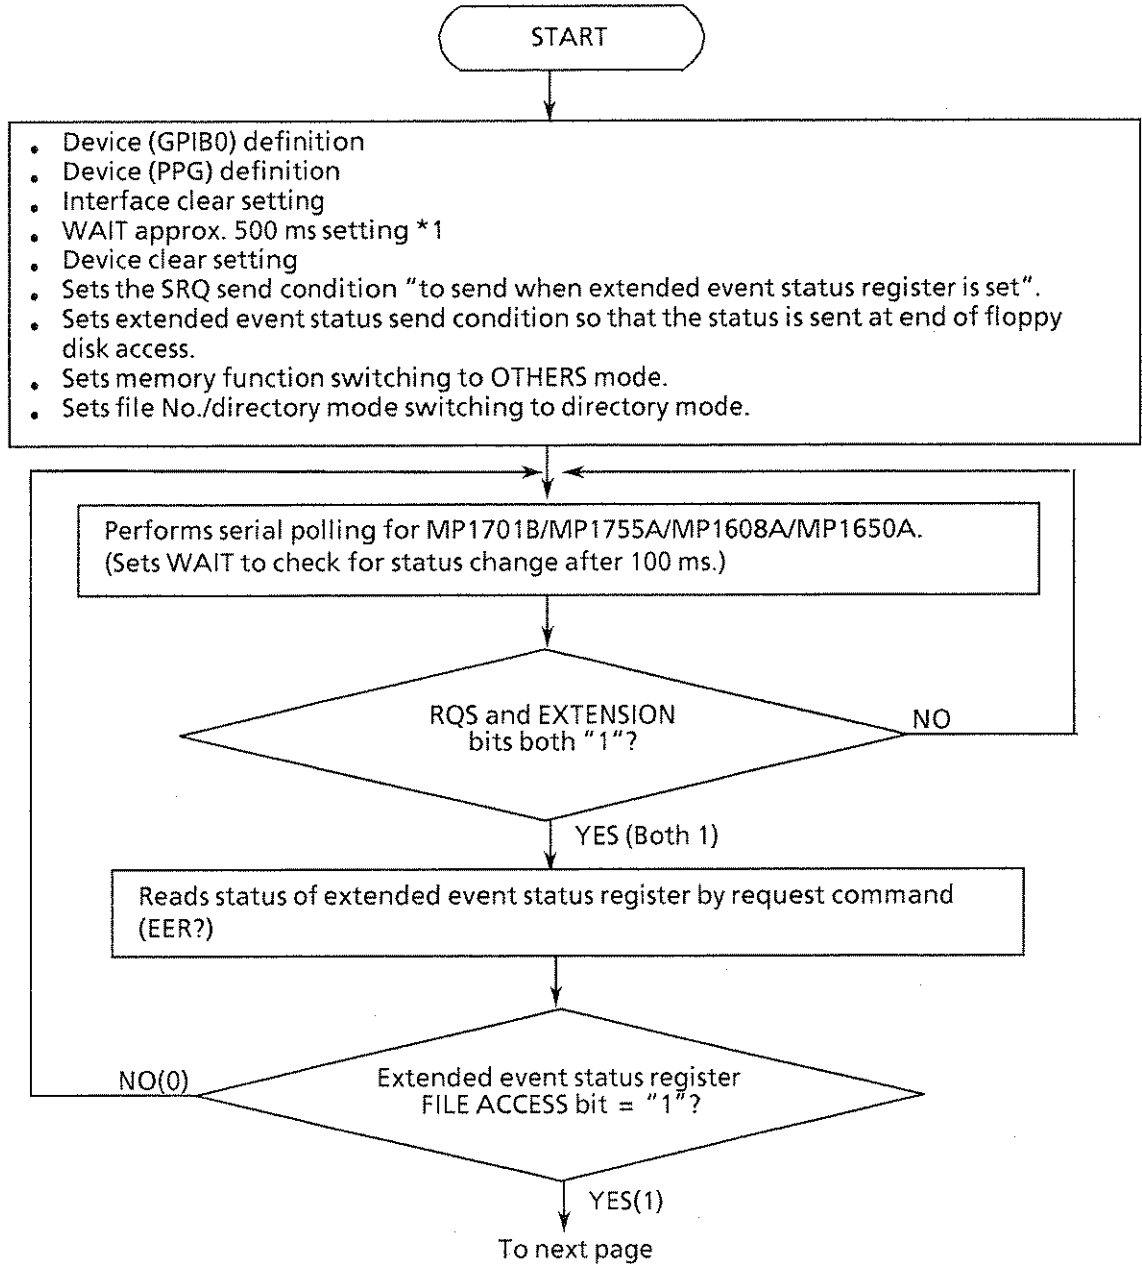 START
• Device (GPIB0) definition
• Device (PPG) definition
• Interface clear setting
• WAIT approx. 500 ms setting *1
• Device clear setting
• Sets the SRQ send condition "to send when extended event status register is set".
• Sets extended event status send condition so that the status is sent at end of floppy
disk access.
• Sets memory function switching to OTHERS mode.
• Sets file No./directory mode switching to directory mode.
Performs serial polling for MP1701B/MP1755A/MP1608A/MP1650A.
(Sets WAIT to check for status change after 100 ms.)
RQS and EXTENSION
bits both "1"?
NO
YES (Both 1)
Reads status of extended event status register by request command
(EER?)
NO(0)
Extended event status register
FILE ACCESS bit = "1"?
YES(1)
To next page